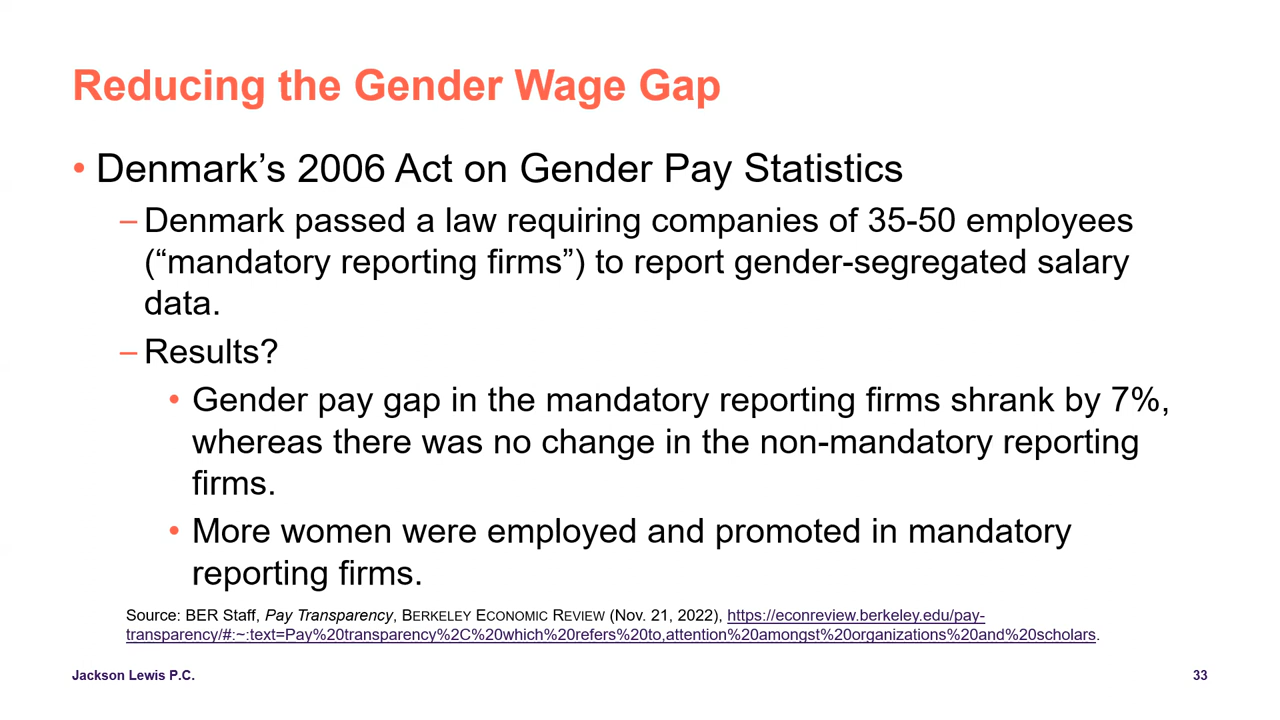 Reducing the Gender Wage Gap
• Denmark’s 2006 Act on Gender Pay Statistics
– Denmark passed a law requiring companies of 35-50 employees
(“mandatory reporting firms”) to report gender-segregated salary
data.
– Results?
• Gender pay gap in the mandatory reporting firms shrank by 7%,
whereas there was no change in the non-mandatory reporting
firms.
• More women were employed and promoted in mandatory
reporting firms.
Source: BER Staff, Pay Transparency, BERKELEY ECONOMIC REVIEW (Nov. 21, 2022), https://econreview.berkeley.edu/pay-
transparency/#:~:text=Pay%20transparency%2C%20which%20refers%20to,attention%20amongst%20organizations%20and%20scholars.
Jackson Lewis P.C.
33